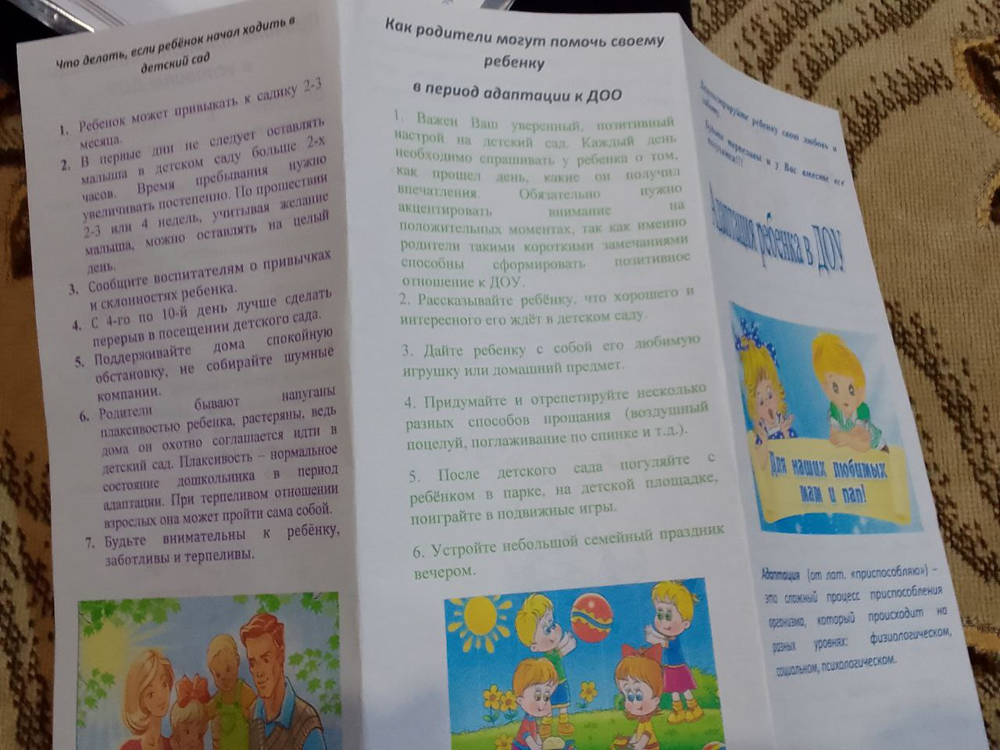 Что делать, если ребёнок начал ходить в
детский сад
1. Ребенок может привыкать к садику 2-3
месяца.
2. В первые дни не следует оставлять
малыша в детском саду больше 2-х
часов. Время пребывания нужно
увеличивать постепенно. По прошествии
2-3 или 4 недель, учитывая желание
малыша, можно оставлять на целый
день.
3. Сообщите воспитателям о привычках
и склонностях ребенка.
4. С 4-го по 10-й день лучше сделать
перерыв в посещении детского сада.
5. Поддерживайте дома спокойную
обстановку, не собирайте шумные
компании.
6. Родители бывают напуганы
плаксивостью ребенка, растеряны, ведь
дома он охотно соглашается идти в
детский сад. Плаксивость – нормальное
состояние дошкольника в период
адаптации. При терпеливом отношении
взрослых она может пройти сама собой.
7. Будьте внимательны к ребёнку,
заботливы и терпеливы.
Как родители могут помочь своему
ребенку
в период адаптации к ДОО
1. Важен Ваш уверенный, позитивный
настрой на детский сад. Каждый день
необходимо спрашивать у ребенка о том,
как прошел день, какие он получил
впечатления. Обязательно нужно
акцентировать внимание на
положительных моментах, так как именно
родители такими короткими замечаниями
способны сформировать позитивное
отношение к ДОУ.
2. Рассказывайте ребёнку, что хорошего и
интересного его ждёт в детском саду.
3. Дайте ребенку с собой его любимую
игрушку или домашний предмет.
4. Придумайте и отрепетируйте несколько
разных способов прощания (воздушный
поцелуй, поглаживание по спинке и т.д.).
5. После детского сада погуляйте с
ребёнком в парке, на детской площадке,
поиграйте в подвижные игры.
6. Устройте небольшой семейный праздник
вечером.
Демонстрируйте ребенку свою любовь и
заботу.
Будьте терпеливы и у Вас вместе все
получится!!!
Адаптация ребенка в ДОУ
Для наших любимых
мам и пап!
Адаптация (от лат. «приспособляю») –
это сложный процесс приспособления
организма, который происходит на
разных уровнях: физиологическом,
социальном, психологическом.